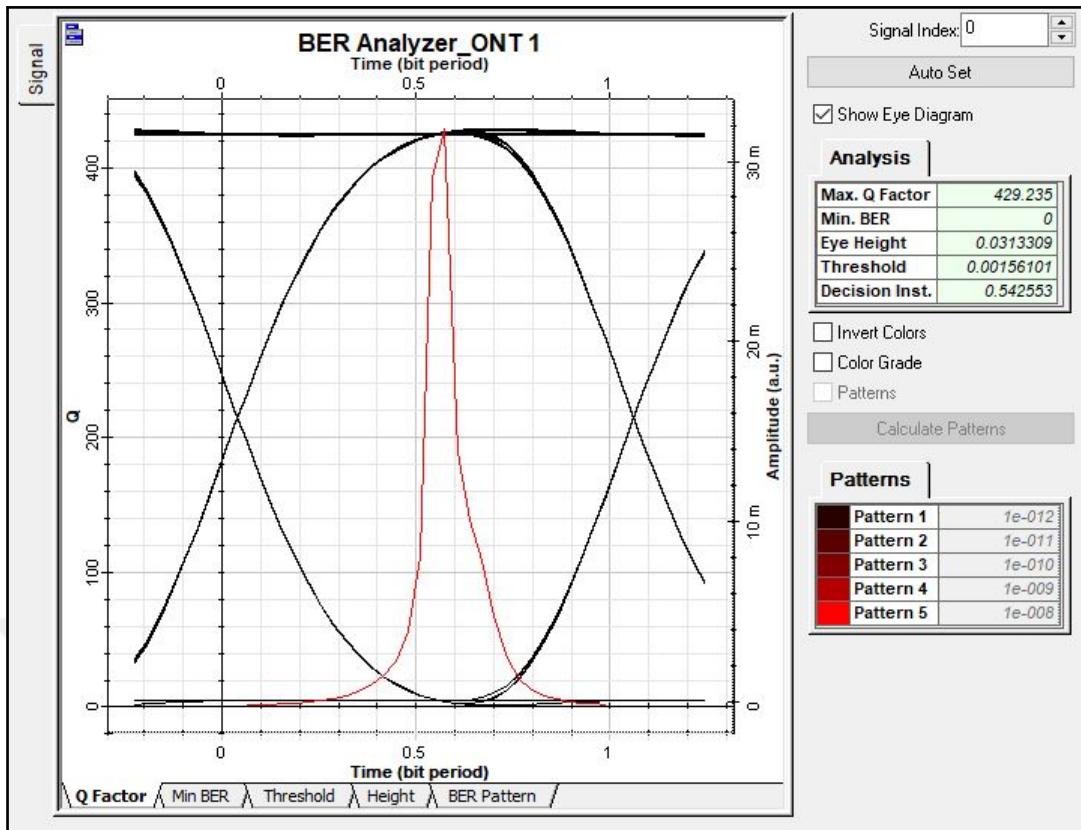 Signal
BER Analyzer_ONT 1
Time (bit period)
0 0.5 1
Q
400
300
200
100
0
30 m
20 m
10 m
0
Amplitude (a.u.)
0 0.5 1
Time (bit period)
Q Factor Min BER Threshold Height BER Pattern
Signal Index: 0
Auto Set
Show Eye Diagram
Analysis
Max. Q Factor 429.235
Min. BER 0
Eye Height 0.0313309
Threshold 0.00156101
Decision Inst. 0.542553
Invert Colors
Color Grade
Patterns
Calculate Patterns
Patterns
Pattern 1 1e-012
Pattern 2 1e-011
Pattern 3 1e-010
Pattern 4 1e-009
Pattern 5 1e-008